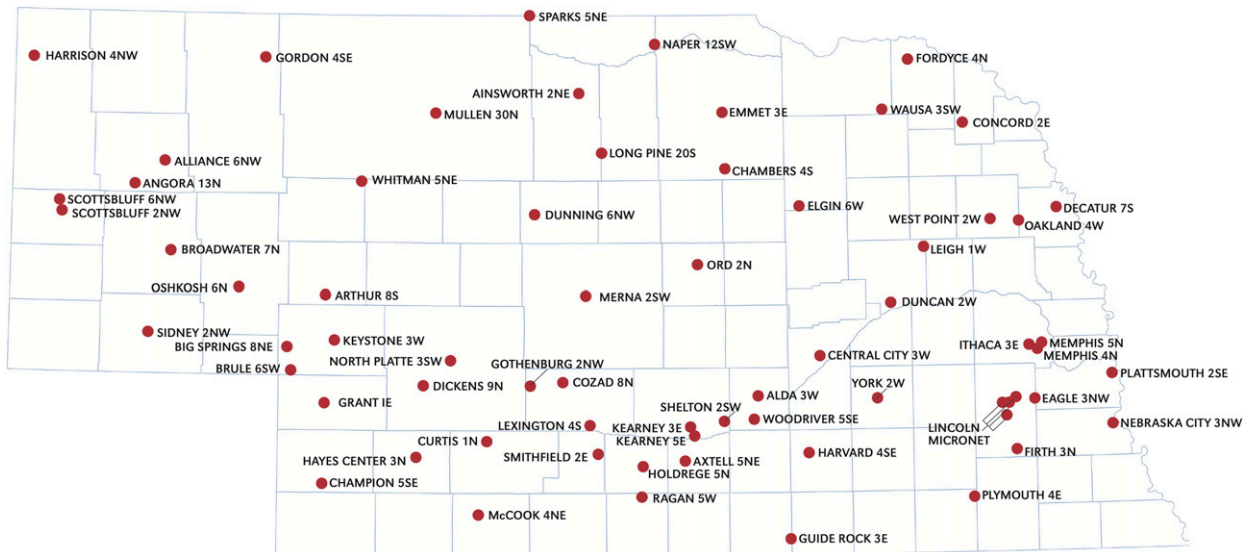 SPARKS 5NE
NAPER 12SW
HARRISON 4NW
GORDON 4SE
FORDYCE 4N
AINSWORTH 2NE
MULLEN 30N
EMMET 3E
WAUSA 3SW
CONCORD 2E
LONG PINE 20S
ALLIANCE 6NW
CHAMBERS 4S
ANGORA 13N
WHITMAN 5NE
SCOTTSBLUFF 6NW
SCOTTSBLUFF 2NW
DUNNING 6NW
ELGIN 6W
WEST POINT 2W
DECATUR 7S
OAKLAND 4W
BROADWATER 7N
LEIGH 1W
ORD 2N
OSHKOSH 6N
ARTHUR 8S
MERNA 2SW
DUNCAN 2W
SIDNEY 2NW
BIG SPRINGS 8NE
KEYSTONE 3W
ITHACA 3E
MEMPHIS 5N
MEMPHIS 4N
NORTH PLATTE 3SW
GOTHENBURG 2NW
CENTRAL CITY 3W
BRULE 6SW
PLATTSMOUTH 2SE
DICKENS 9N
COZAD 8N
YORK 2W
GRANT IE
ALDA 3W
EAGLE 3NW
SHELTON 2SW
WOODRIVER 5SE
LEXINGTON 4S
KEARNEY 3E
KEARNEY 5E
LINCOLN
MICRONET
NEBRASKA CITY 3NW
CURTIS 1N
HAYES CENTER 3N
SMITHFIELD 2E
AXTELL 5NE
HARVARD 4SE
FIRTH 3N
HOLDREGE 5N
CHAMPION 5SE
RAGAN 5W
PLYMOUTH 4E
McCOOK 4NE
GUIDE ROCK 3E